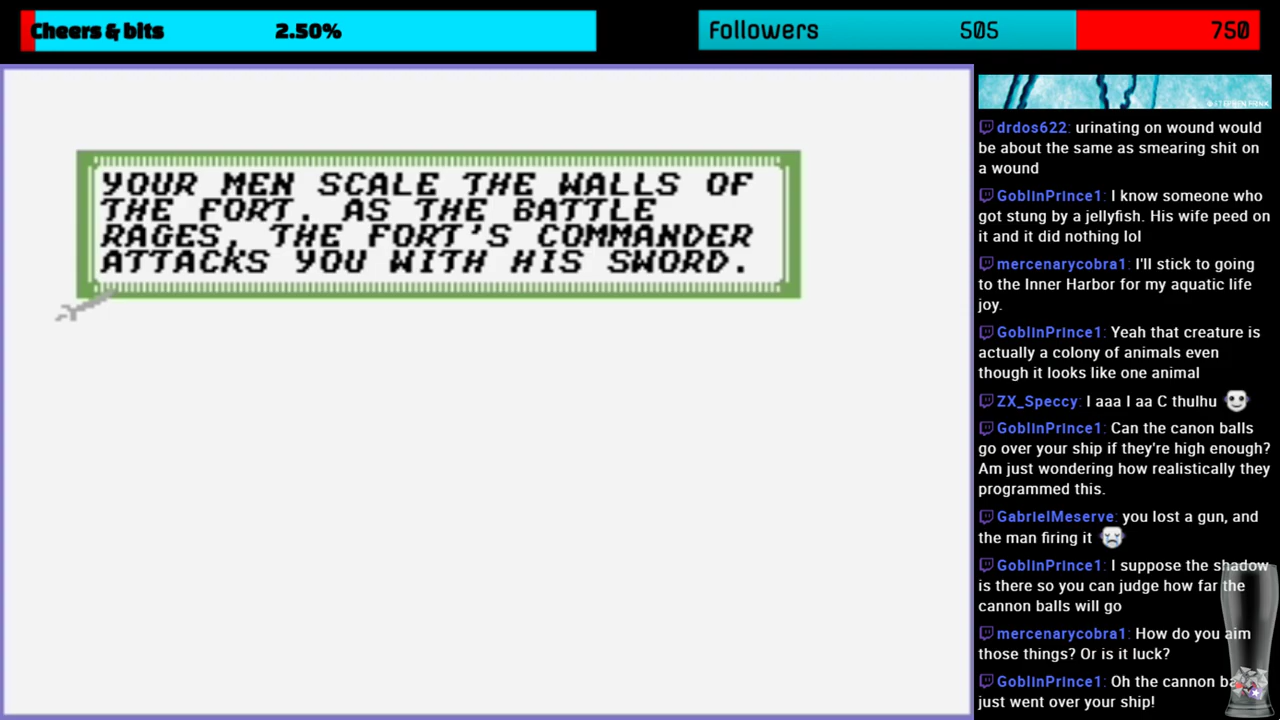 Cheers & bits 2.50%
Followers 505 750
YOUR MEN SCALE THE WALLS OF
THE FORT. AS THE BATTLE
RAGES, THE FORT'S COMMANDER
ATTACKS YOU WITH HIS SWORD.
drdos622: urinating on wound would
be about the same as smearing shit on
a wound
GoblinPrince1: I know someone who
got stung by a jellyfish. His wife peed on
it and it did nothing lol
mercenarycobra1: I'll stick to going
to the Inner Harbor for my aquatic life
joy.
GoblinPrince1: Yeah that creature is
actually a colony of animals even
though it looks like one animal
ZX_Speccy: I aaa I aa C thulhu
GoblinPrince1: Can the canon balls
go over your ship if they're high enough?
Am just wondering how realistically they
programmed this.
GabrielMeserve: you lost a gun, and
the man firing it
GoblinPrince1: I suppose the shadow
is there so you can judge how far the
cannon balls will go
mercenarycobra1: How do you aim
those things? Or is it luck?
GoblinPrince1: Oh the cannon
just went over your ship!